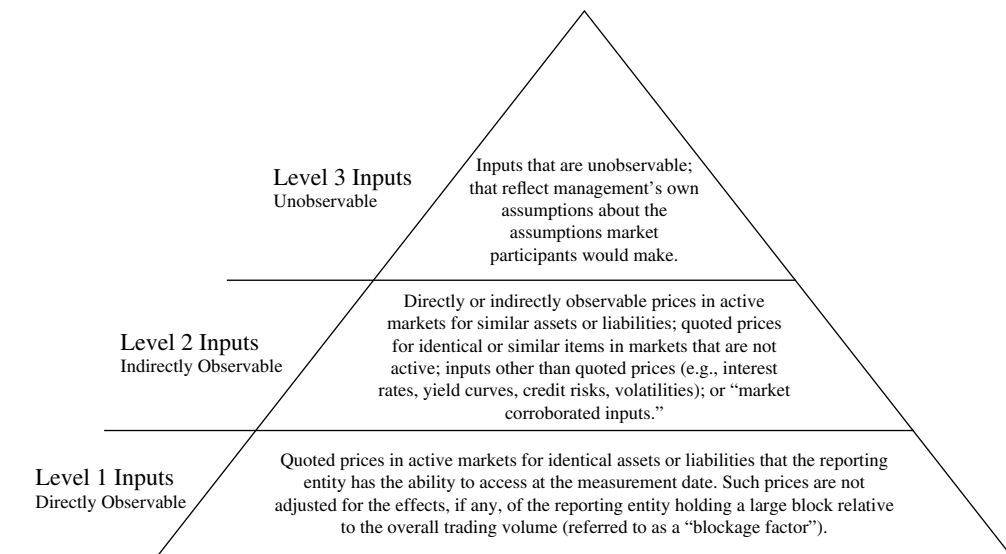 Level 3 Inputs
Unobservable
Inputs that are unobservable;
that reflect management’s own
assumptions about the
assumptions market
participants would make.
Level 2 Inputs
Indirectly Observable
Directly or indirectly observable prices in active
markets for similar assets or liabilities; quoted prices
for identical or similar items in markets that are not
active; inputs other than quoted prices (e.g., interest
rates, yield curves, credit risks, volatilities); or “market
corroborated inputs.”
Level 1 Inputs
Directly Observable
Quoted prices in active markets for identical assets or liabilities that the reporting
entity has the ability to access at the measurement date. Such prices are not
adjusted for the effects, if any, of the reporting entity holding a large block relative
to the overall trading volume (referred to as a “blockage factor”).